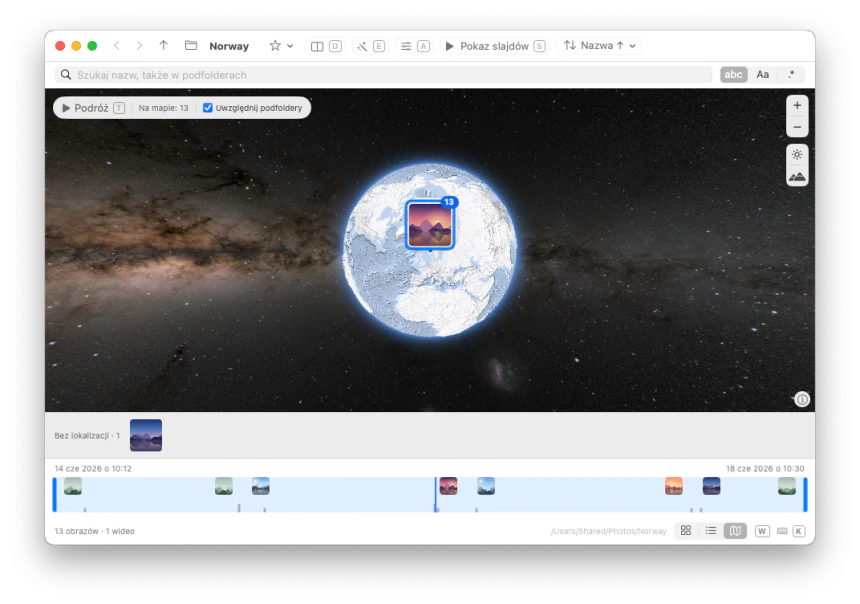 Norway
D
E
A
Pokaz slajdów S
Nazwa
Szukaj nazw, także w podfolderach
abc
Aa
.*
Podróż T
Na mapie: 13
Uwzględnij podfoldery
+
−
13
Bez lokalizacji · 1
14 cze 2026 o 10:12
18 cze 2026 o 10:30
13 obrazów · 1 wideo
/Users/Shared/Photos/Norway
W
K